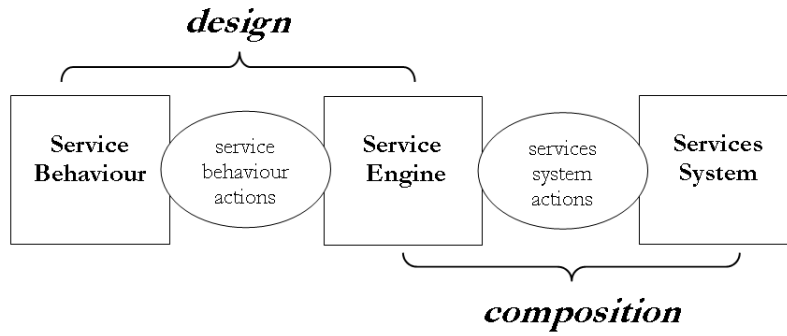 design
Service
Behaviour
service
behaviour
actions
Service
Engine
services
system
actions
Services
System
composition